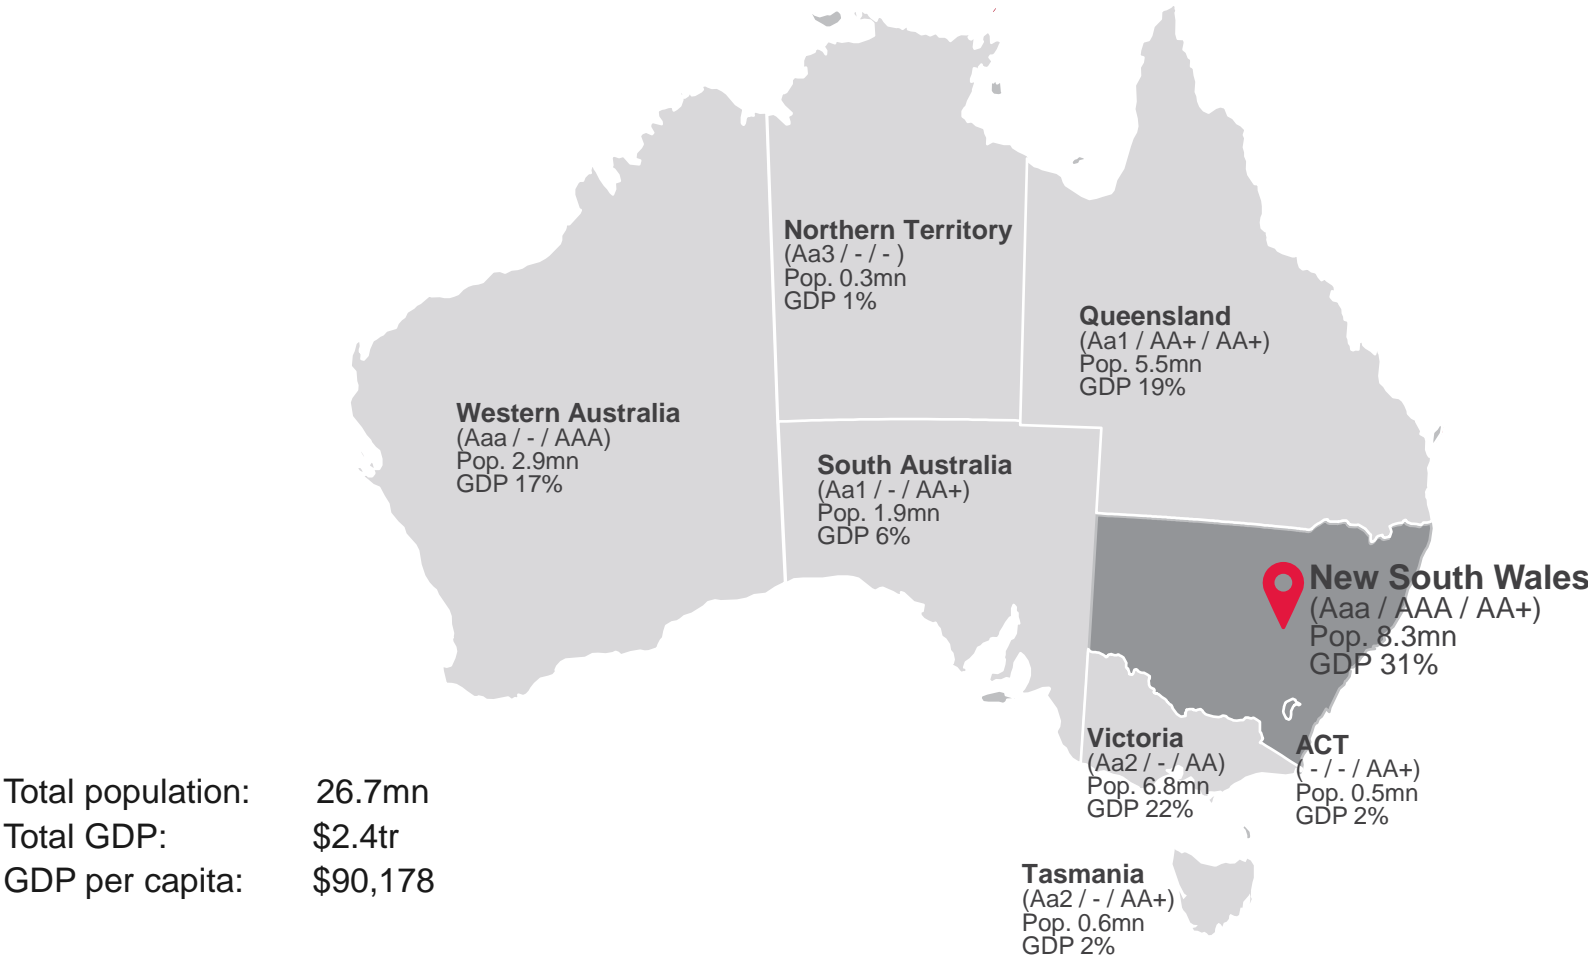 Northern Territory
(Aa3 / - / - )
Pop. 0.3mn
GDP 1%
Queensland
(Aa1 / AA+ / AA+)
Pop. 5.5mn
GDP 19%
Western Australia
(Aaa / - / AAA)
Pop. 2.9mn
GDP 17%
South Australia
(Aa1 / - / AA+)
Pop. 1.9mn
GDP 6%
New South Wales
(Aaa / AAA / AA+)
Pop. 8.3mn
GDP 31%
Victoria
(Aa2 / - / AA)
Pop. 6.8mn
GDP 22%
ACT
( - / - / AA+)
Pop. 0.5mn
GDP 2%
Tasmania
(Aa2 / - / AA+)
Pop. 0.6mn
GDP 2%
Total population: 26.7mn
Total GDP: $2.4tr
GDP per capita: $90,178